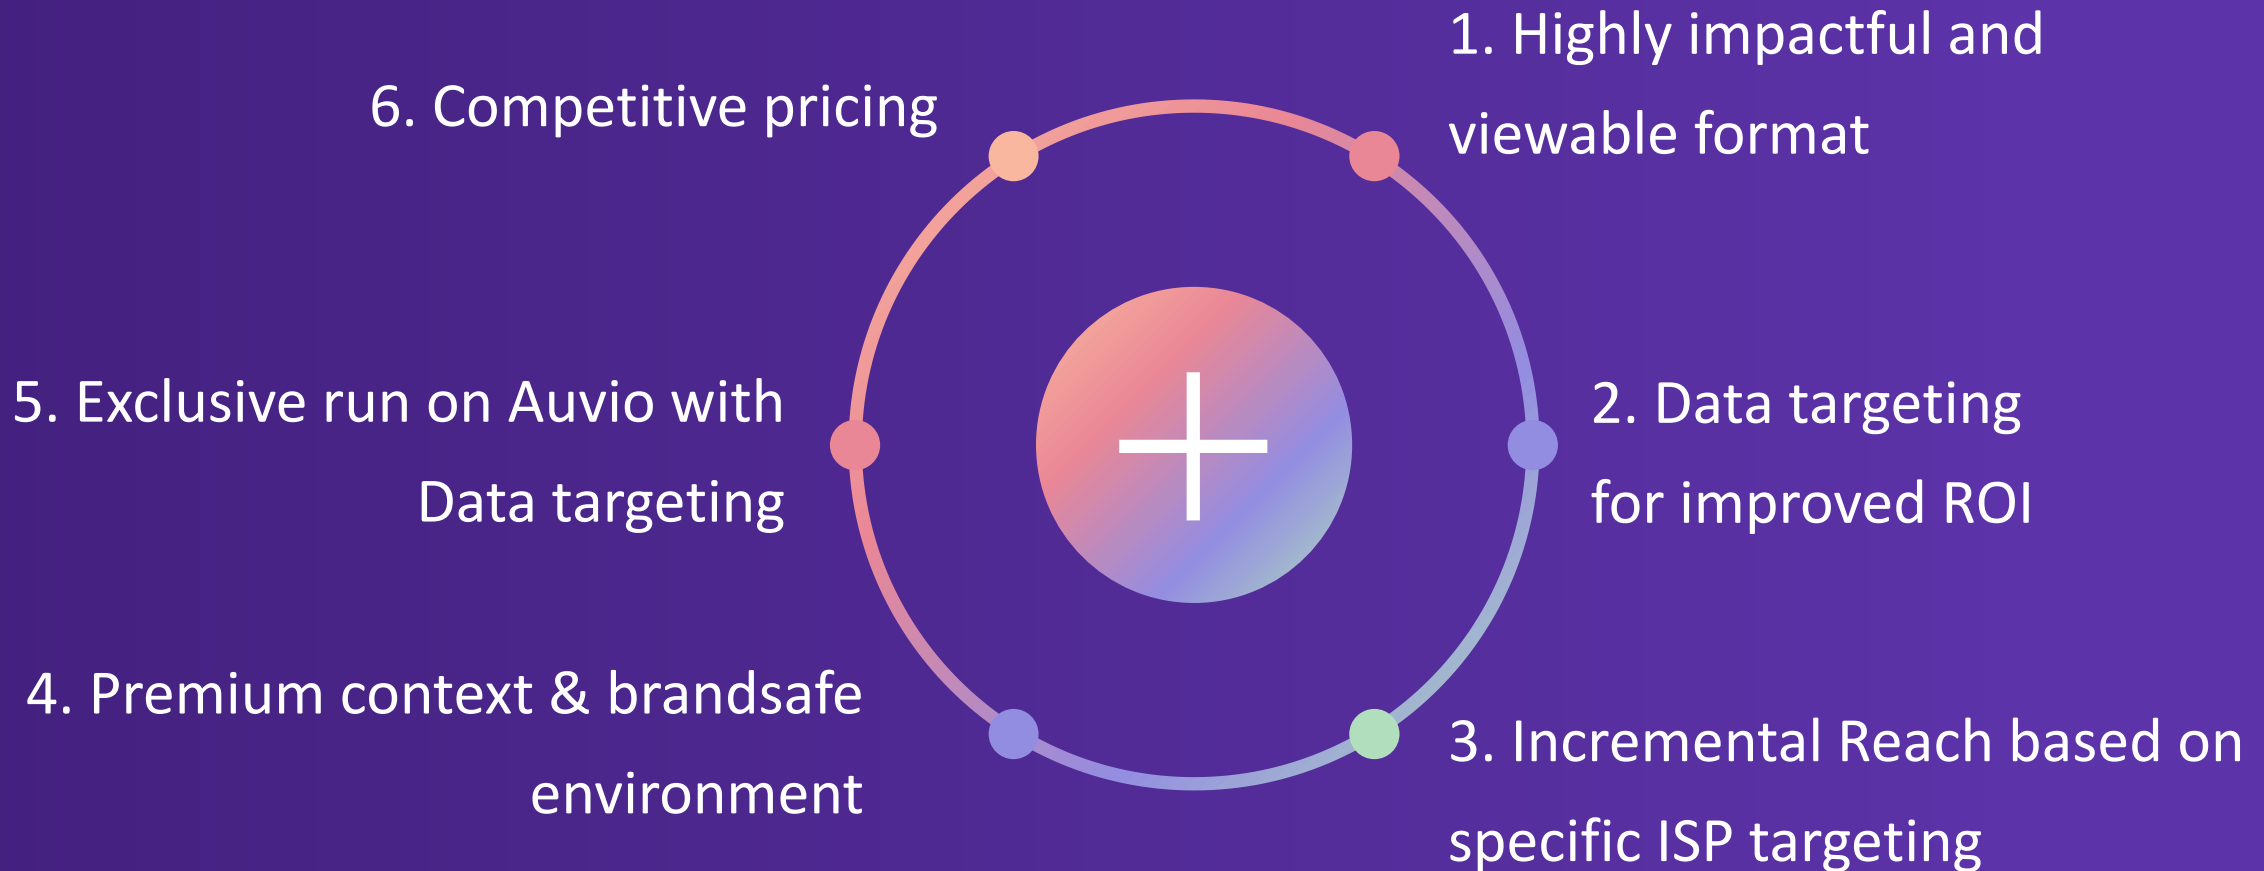 1. Highly impactful and
viewable format
2. Data targeting
for improved ROI
3. Incremental Reach based on
specific ISP targeting
4. Premium context & brandsafe
environment
5. Exclusive run on Auvio with
Data targeting
6. Competitive pricing